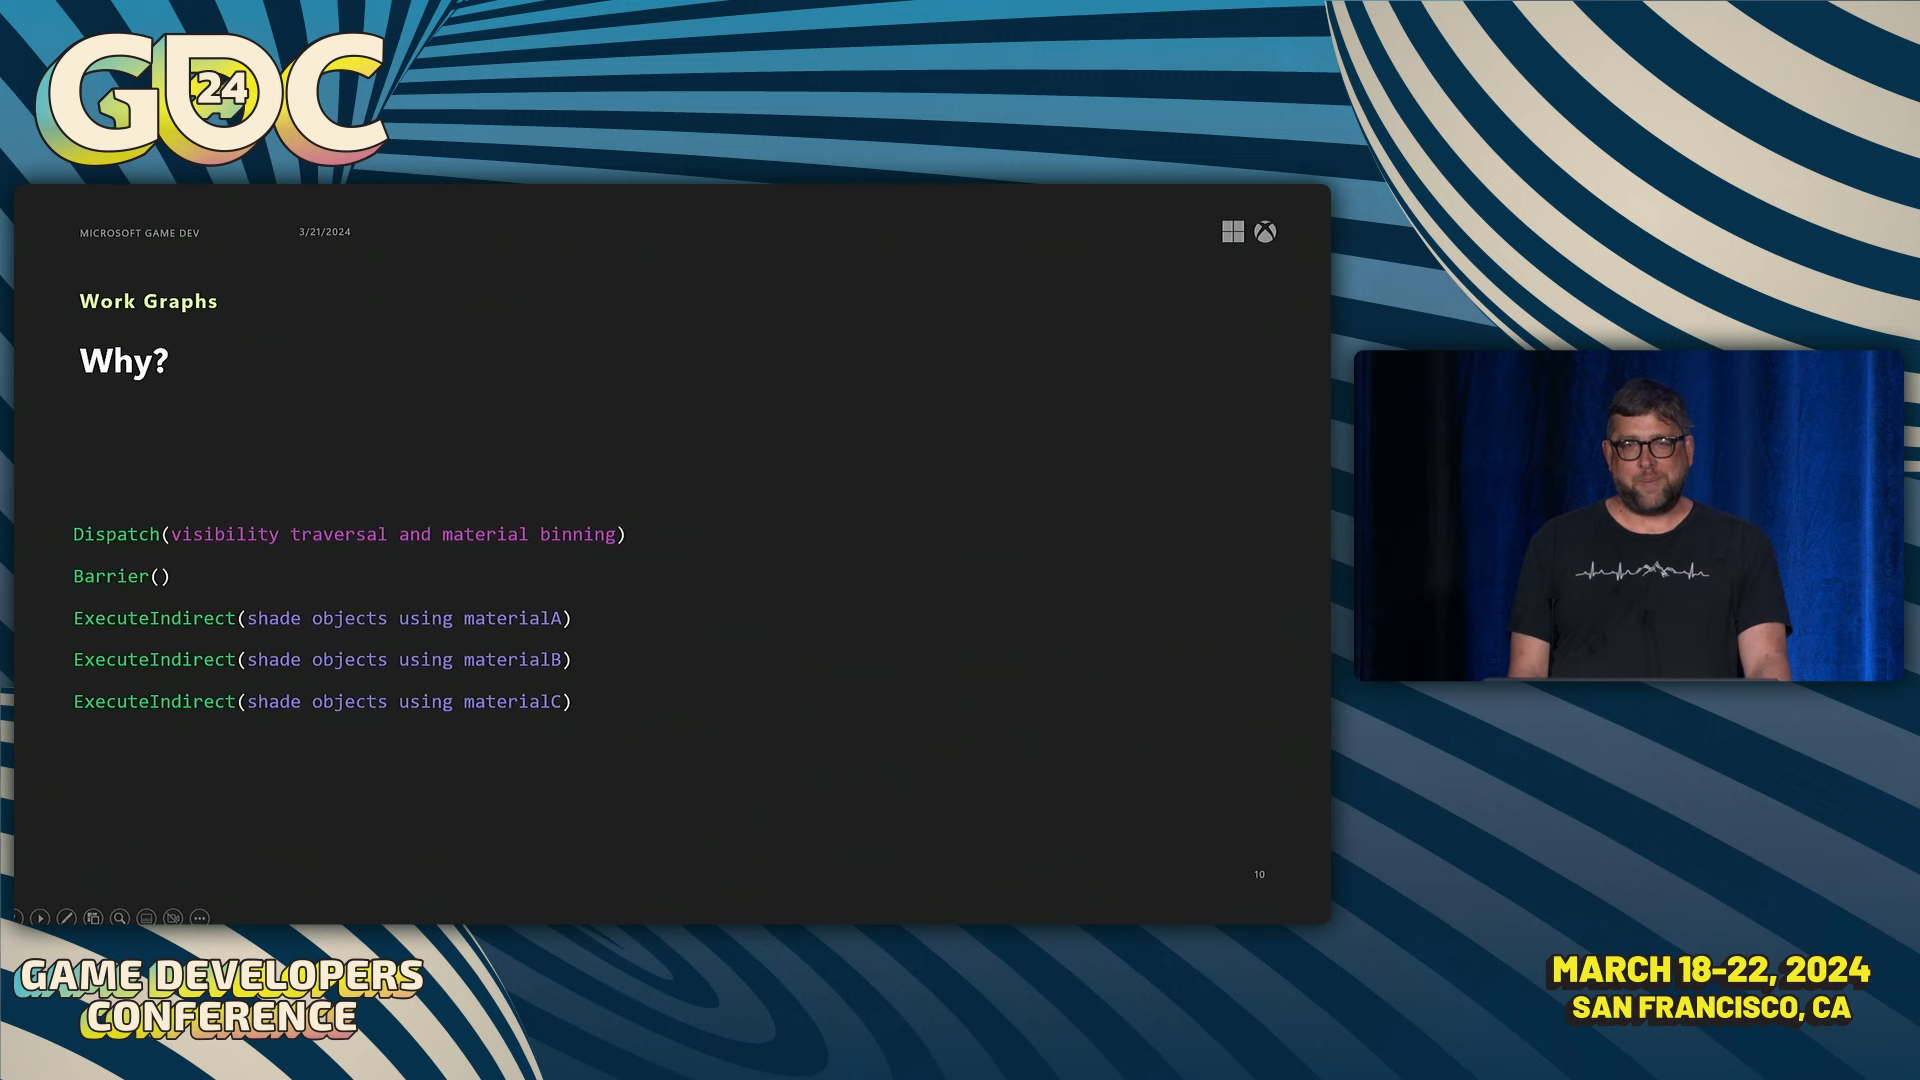 GDC
24
MICROSOFT GAME DEV
3/21/2024
Work Graphs
Why?
Dispatch(visibility traversal and material binning)
Barrier()
ExecuteIndirect(shade objects using materialA)
ExecuteIndirect(shade objects using materialB)
ExecuteIndirect(shade objects using materialC)
10
GAME DEVELOPERS
CONFERENCE
MARCH 18-22, 2024
SAN FRANCISCO, CA